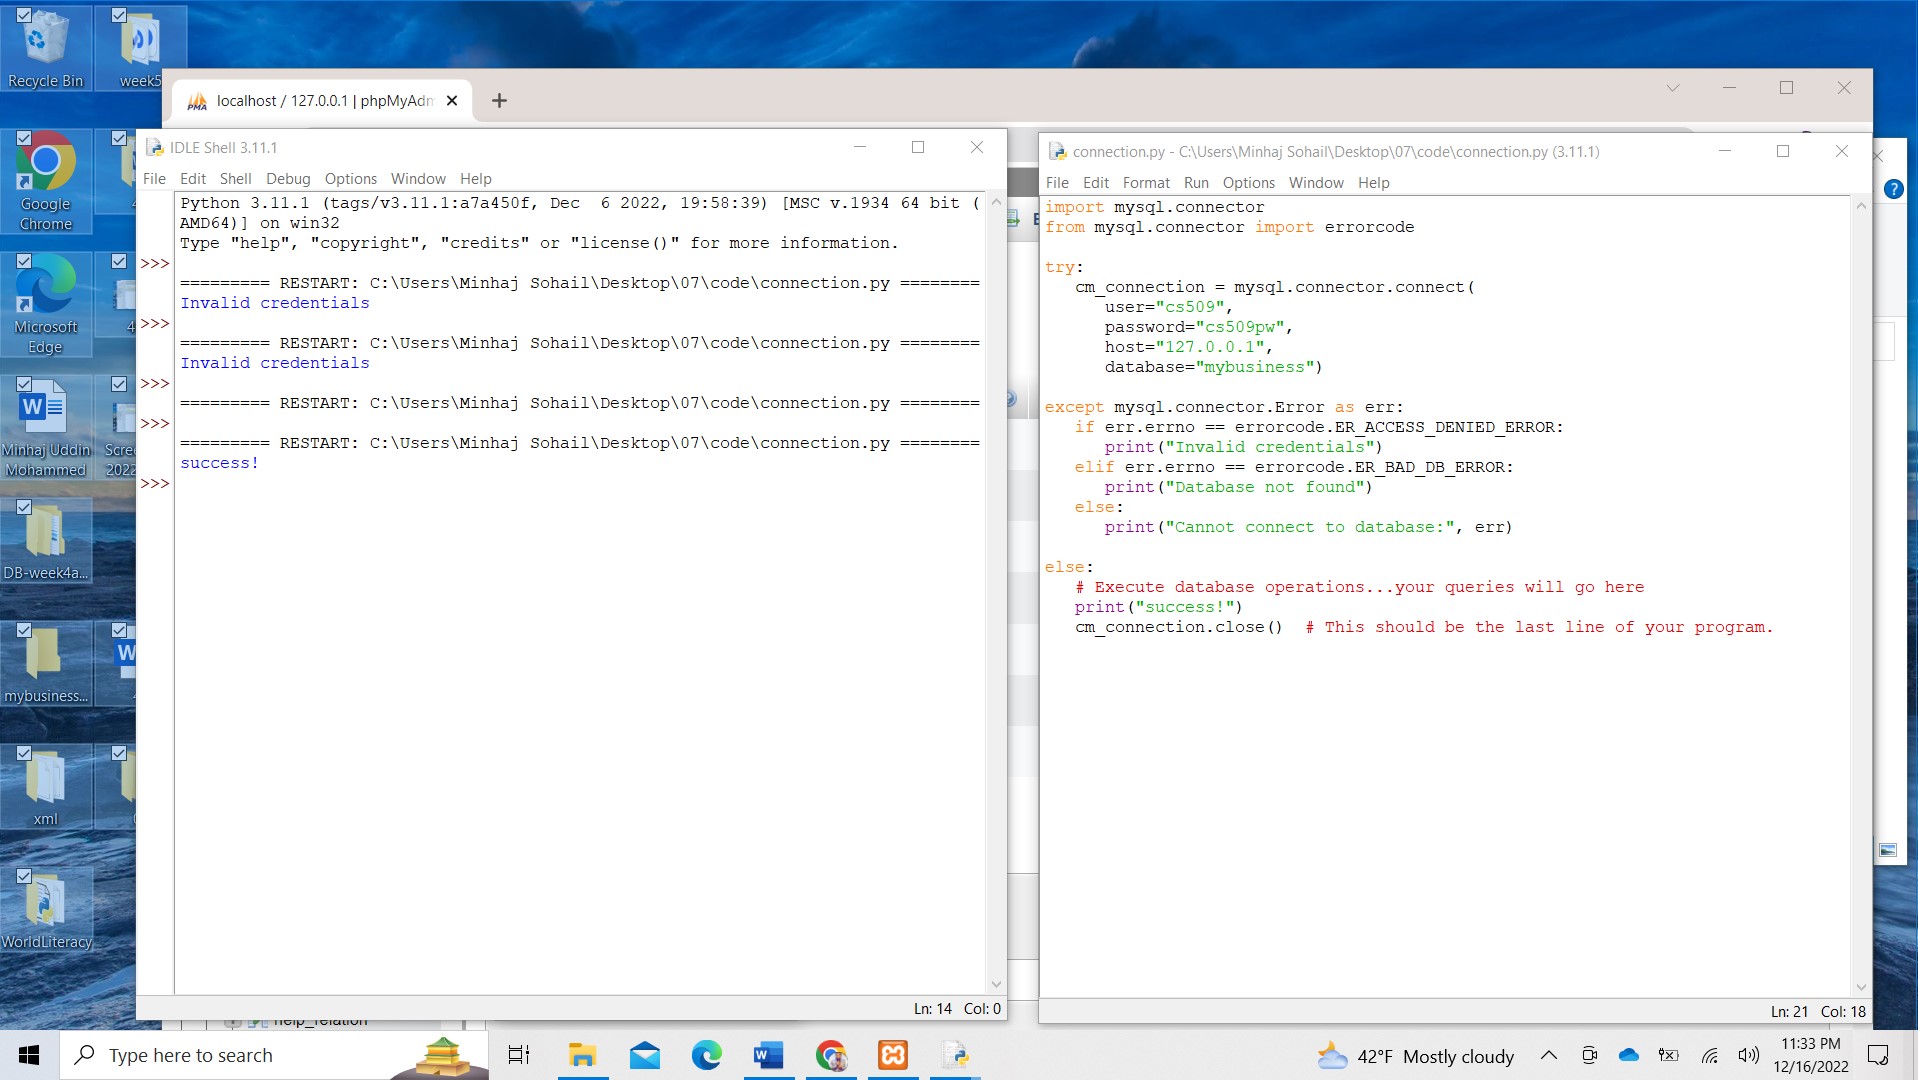 Recycle Bin
week5
Google
Chrome
Microsoft
Edge
Minhaj Uddin
Mohammed
Scree
2022
DB-week4a...
mybusiness...
xml
WorldLiteracy
localhost / 127.0.0.1 | phpMyAdm
IDLE Shell 3.11.1
File Edit Shell Debug Options Window Help
Python 3.11.1 (tags/v3.11.1:a7a450f, Dec  6 2022, 19:58:39) [MSC v.1934 64 bit (
AMD64)] on win32
Type "help", "copyright", "credits" or "license()" for more information.
>>>
========= RESTART: C:\Users\Minhaj Sohail\Desktop\07\code\connection.py ========
Invalid credentials
>>>
========= RESTART: C:\Users\Minhaj Sohail\Desktop\07\code\connection.py ========
Invalid credentials
>>>
========= RESTART: C:\Users\Minhaj Sohail\Desktop\07\code\connection.py ========
>>>
========= RESTART: C:\Users\Minhaj Sohail\Desktop\07\code\connection.py ========
success!
>>>
Ln: 14 Col: 0
help_relation
connection.py - C:\Users\Minhaj Sohail\Desktop\07\code\connection.py (3.11.1)
File Edit Format Run Options Window Help
import mysql.connector
from mysql.connector import errorcode
try:
   cm_connection = mysql.connector.connect(
      user="cs509",
      password="cs509pw",
      host="127.0.0.1",
      database="mybusiness")
except mysql.connector.Error as err:
   if err.errno == errorcode.ER_ACCESS_DENIED_ERROR:
      print("Invalid credentials")
   elif err.errno == errorcode.ER_BAD_DB_ERROR:
      print("Database not found")
   else:
      print("Cannot connect to database:", err)
else:
   # Execute database operations...your queries will go here
   print("success!")
   cm_connection.close()  # This should be the last line of your program.
Ln: 21 Col: 18
Type here to search
42°F Mostly cloudy
11:33 PM
12/16/2022